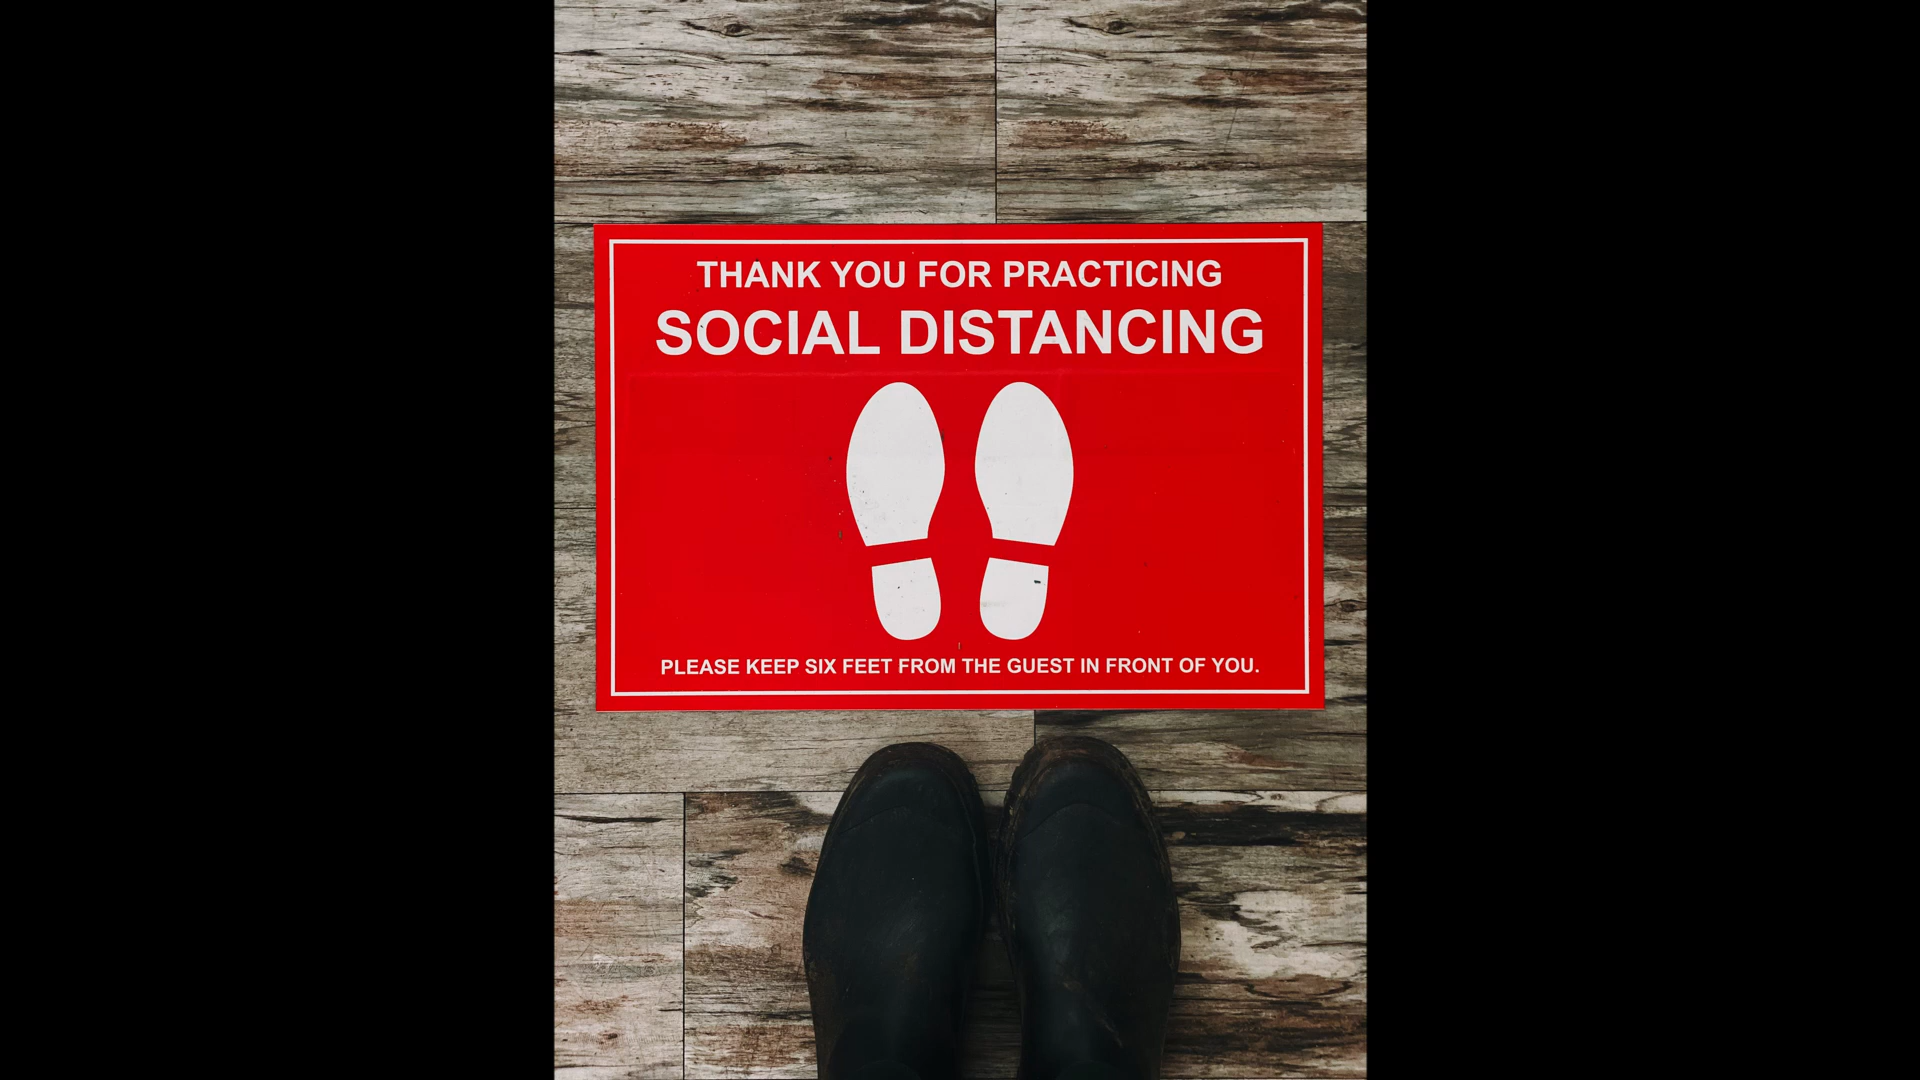 THANK YOU FOR PRACTICING
SOCIAL DISTANCING
PLEASE KEEP SIX FEET FROM THE GUEST IN FRONT OF YOU.